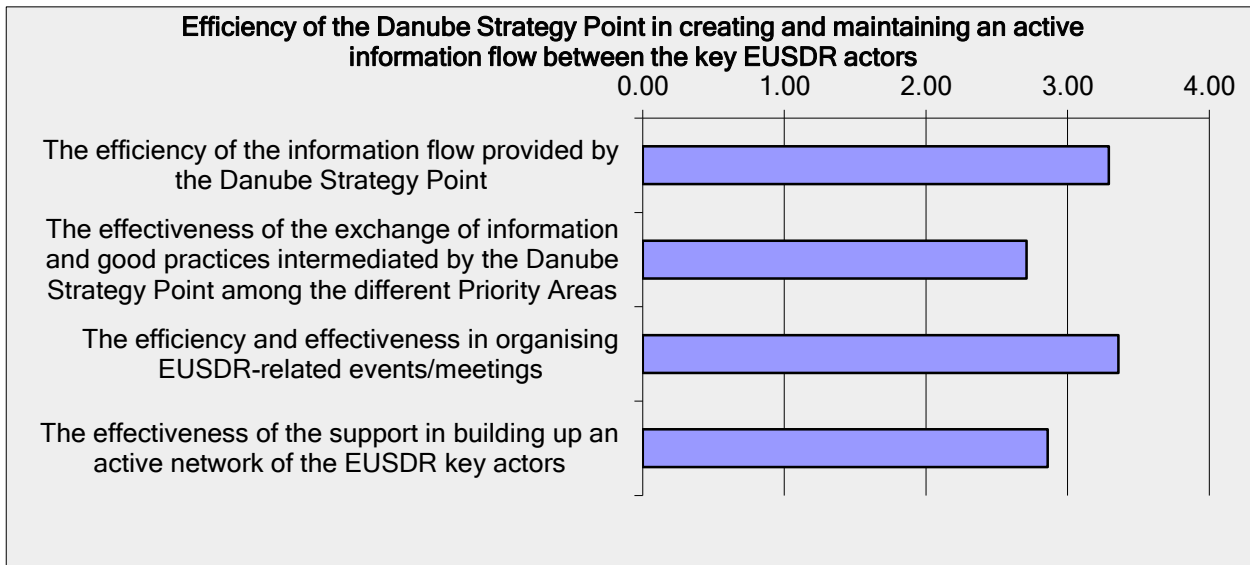 Efficiency of the Danube Strategy Point in creating and maintaining an active
information flow between the key EUSDR actors
0.00 1.00 2.00 3.00 4.00
The efficiency of the information flow provided by
the Danube Strategy Point
The effectiveness of the exchange of information
and good practices intermediated by the Danube
Strategy Point among the different Priority Areas
The efficiency and effectiveness in organising
EUSDR-related events/meetings
The effectiveness of the support in building up an
active network of the EUSDR key actors